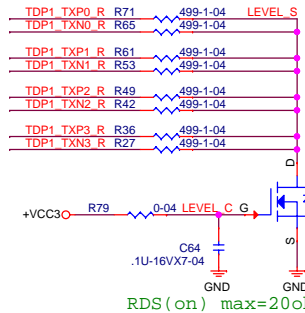 TDP1_TXP0_R R71 499-1-04 LEVEL_S
TDP1_TXN0_R R65 499-1-04
TDP1_TXP1_R R61 499-1-04
TDP1_TXN1_R R53 499-1-04
TDP1_TXP2_R R49 499-1-04
TDP1_TXN2_R R42 499-1-04
TDP1_TXP3_R R36 499-1-04
TDP1_TXN3_R R27 499-1-04
D
+VCC3 R79 0-04 LEVEL_C G
S
C64
.1U-16VX7-04
GND GND
RDS(on) max=20